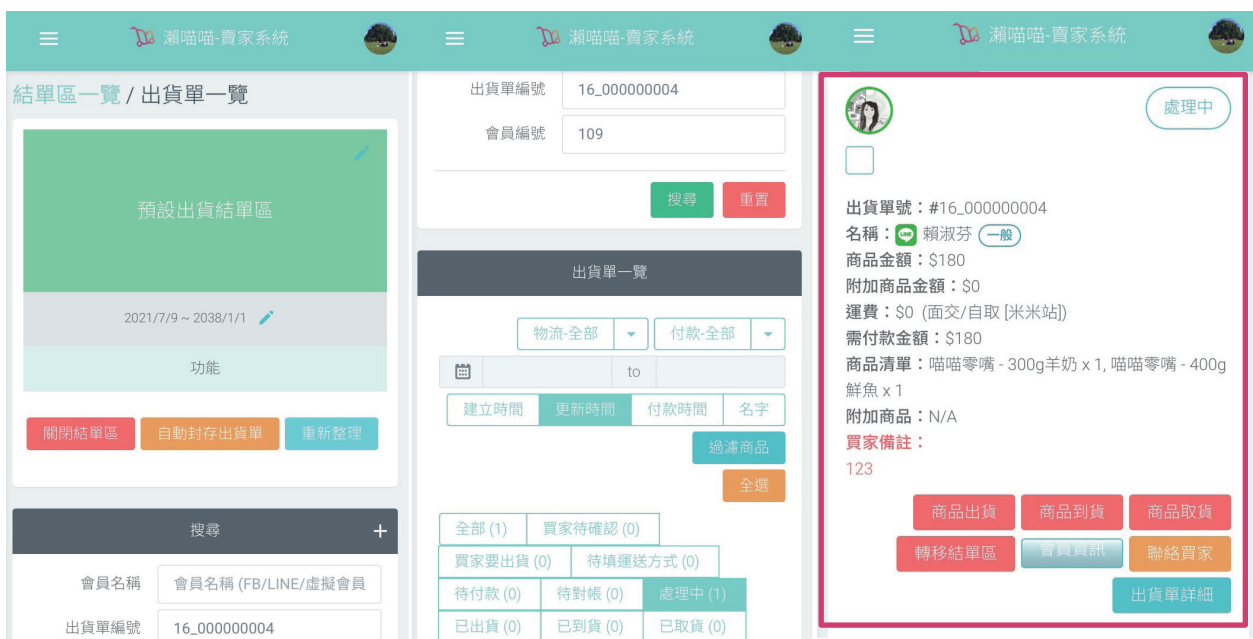 瀨喵喵-賣家系統
結單區一覽 / 出貨單一覽
預設出貨結單區
2021/7/9 ~ 2038/1/1
功能
關閉結單區 自動封存出貨單 重新整理
搜尋 +
會員名稱 會員名稱 (FB/LINE/虛擬會員
出貨單編號 16_000000004
瀨喵喵-賣家系統
出貨單編號 16_000000004
會員編號 109
搜尋 重置
出貨單一覽
物流-全部 付款-全部
to
建立時間 更新時間 付款時間 名字
過濾商品
全選
全部 (1) 買家待確認 (0)
買家要出貨 (0) 待填運送方式 (0)
待付款 (0) 待對帳 (0) 處理中 (1)
已出貨 (0) 已到貨 (0) 已取貨 (0)
瀨喵喵-賣家系統
處理中
出貨單號：#16_000000004
名稱：LINE 賴淑芬 一般
商品金額：$180
附加商品金額：$0
運費：$0 (面交/自取 [米米站])
需付款金額：$180
商品清單：喵喵零嘴 - 300g羊奶 x 1, 喵喵零嘴 - 400g
鮮魚 x 1
附加商品：N/A
買家備註：
123
商品出貨 商品到貨 商品取貨
轉移結單區 會員資訊 聯絡買家
出貨單詳細